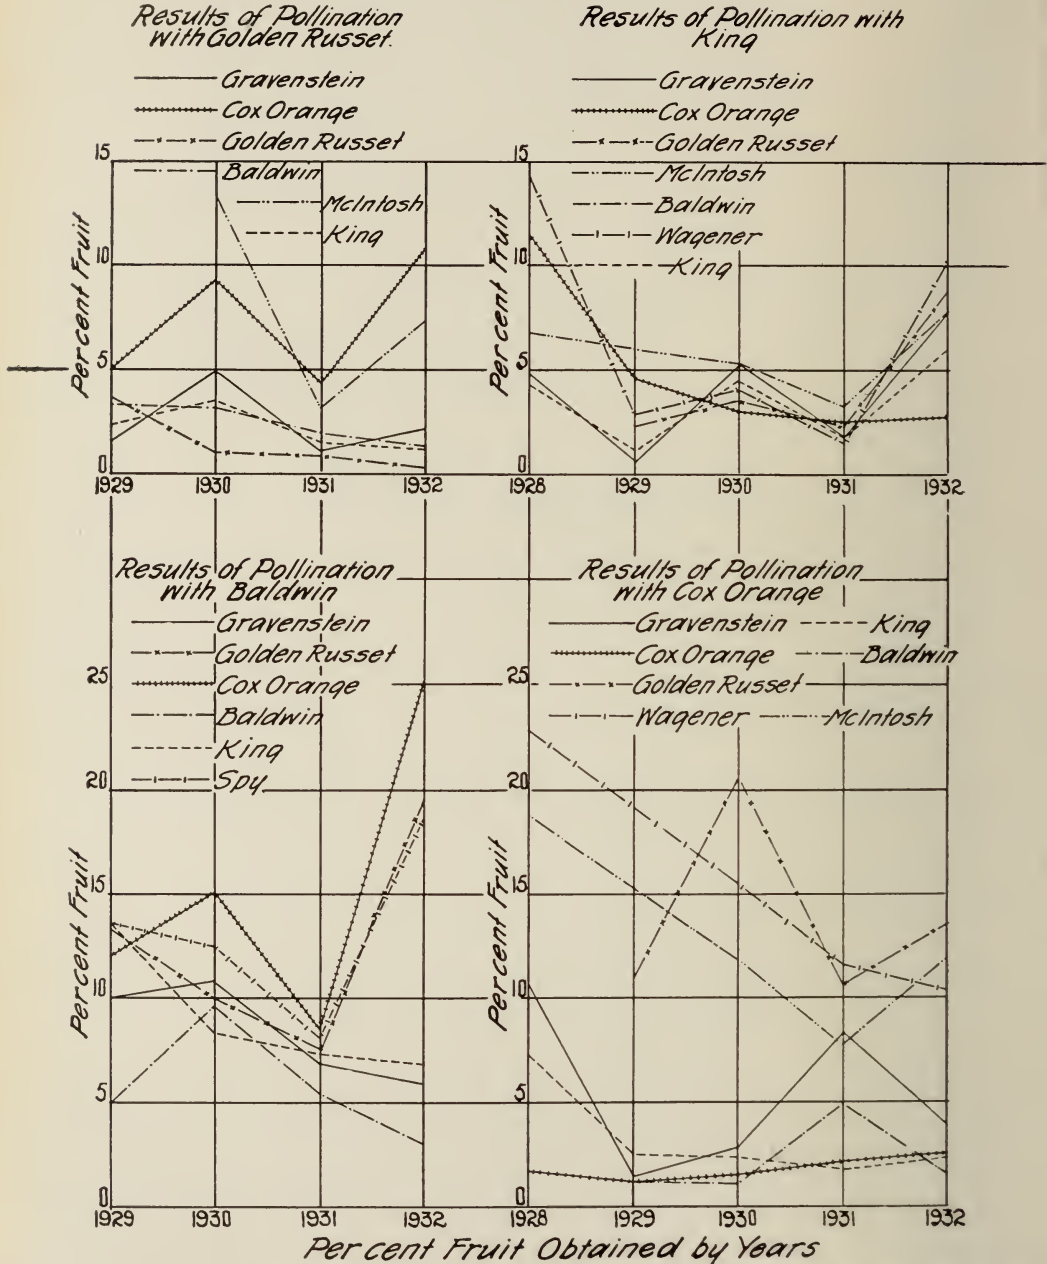 Results of Pollination
with Golden Russet.
Gravenstein
Cox Orange
Golden Russet
Baldwin
McIntosh
King
15
10
5
0
Percent Fruit
1929 1930 1931 1932
Results of Pollination with
King
Gravenstein
Cox Orange
Golden Russet
McIntosh
Baldwin
Wagener
King
15
10
5
0
Percent Fruit
1928 1929 1930 1931 1932
Results of Pollination
with Baldwin
Gravenstein
Golden Russet
Cox Orange
Baldwin
King
Spy
25
20
15
10
5
0
Percent Fruit
1929 1930 1931 1932
Results of Pollination
with Cox Orange
Gravenstein King
Cox Orange Baldwin
Golden Russet
Wagener McIntosh
25
20
15
10
5
0
Percent Fruit
1928 1929 1930 1931 1932
Per cent Fruit Obtained by Years